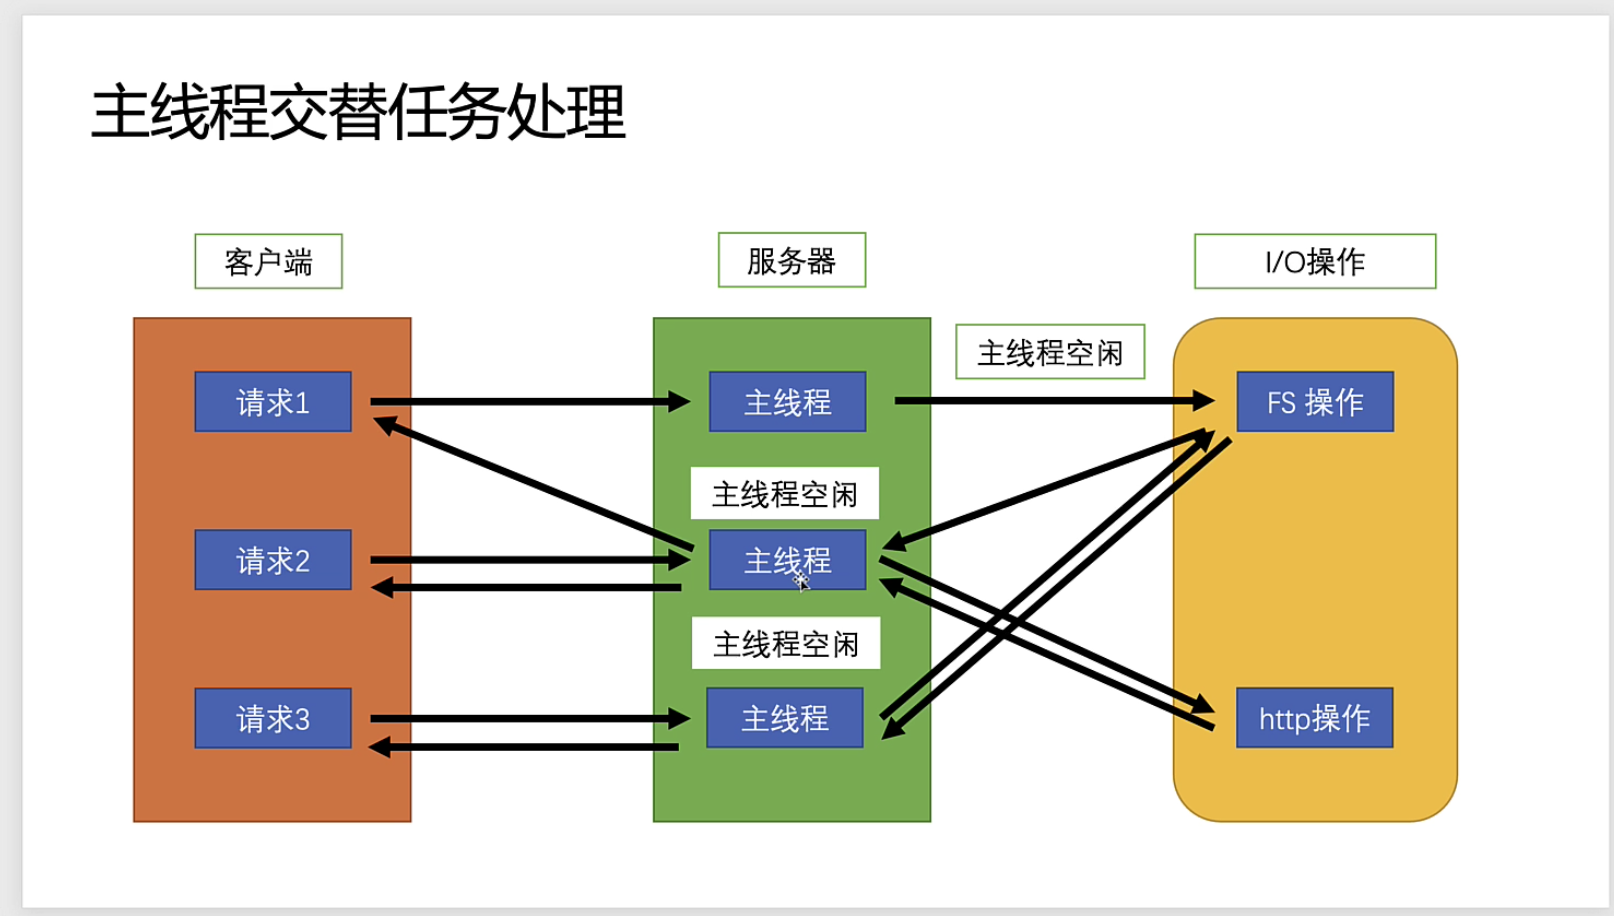 主线程交替任务处理
客户端
服务器
I/O操作
主线程空闲
请求1
主线程
FS 操作
主线程空闲
请求2
主线程
主线程空闲
请求3
主线程
http操作